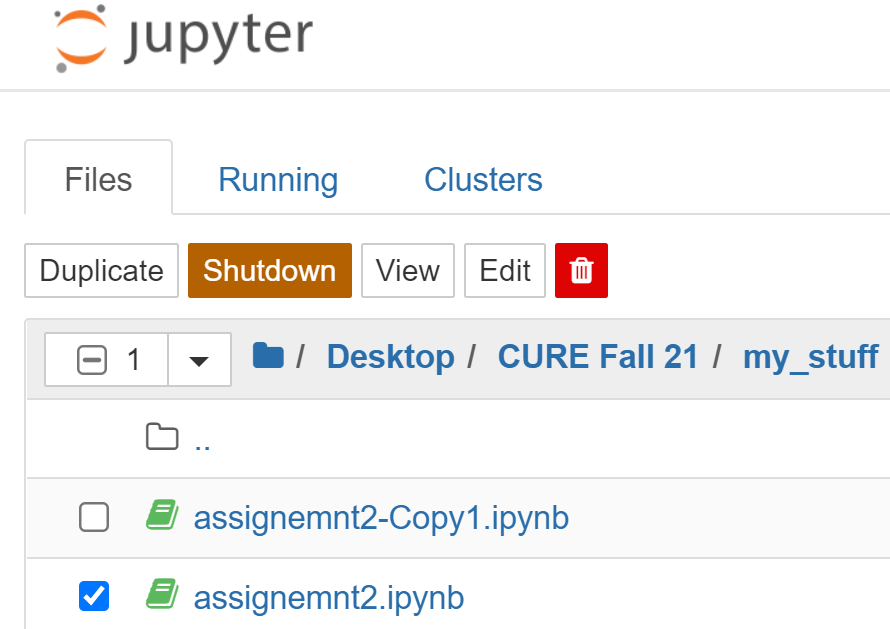 jupyter
Files Running Clusters
Duplicate Shutdown View Edit
1 / Desktop / CURE Fall 21 / my_stuff
..
assignemnt2-Copy1.ipynb
assignemnt2.ipynb